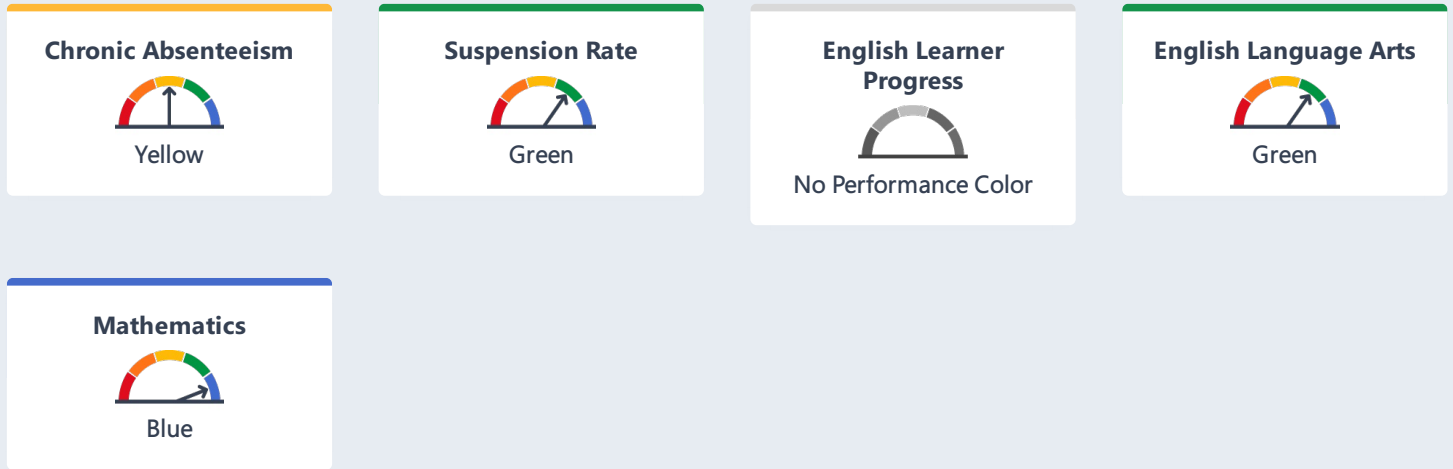 Chronic Absenteeism
Yellow
Suspension Rate
Green
English Learner
Progress
No Performance Color
English Language Arts
Green
Mathematics
Blue